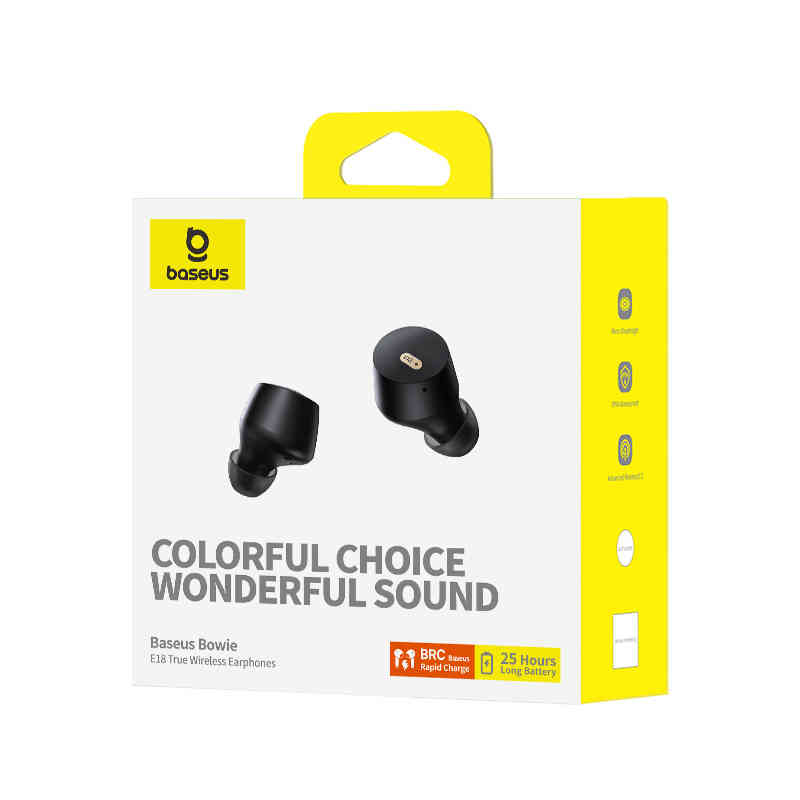 baseus
COLORFUL CHOICE
WONDERFUL SOUND
Baseus Bowie
E18 True Wireless Earphones
BRC Baseus
Rapid Charge
25 Hours
Long Battery